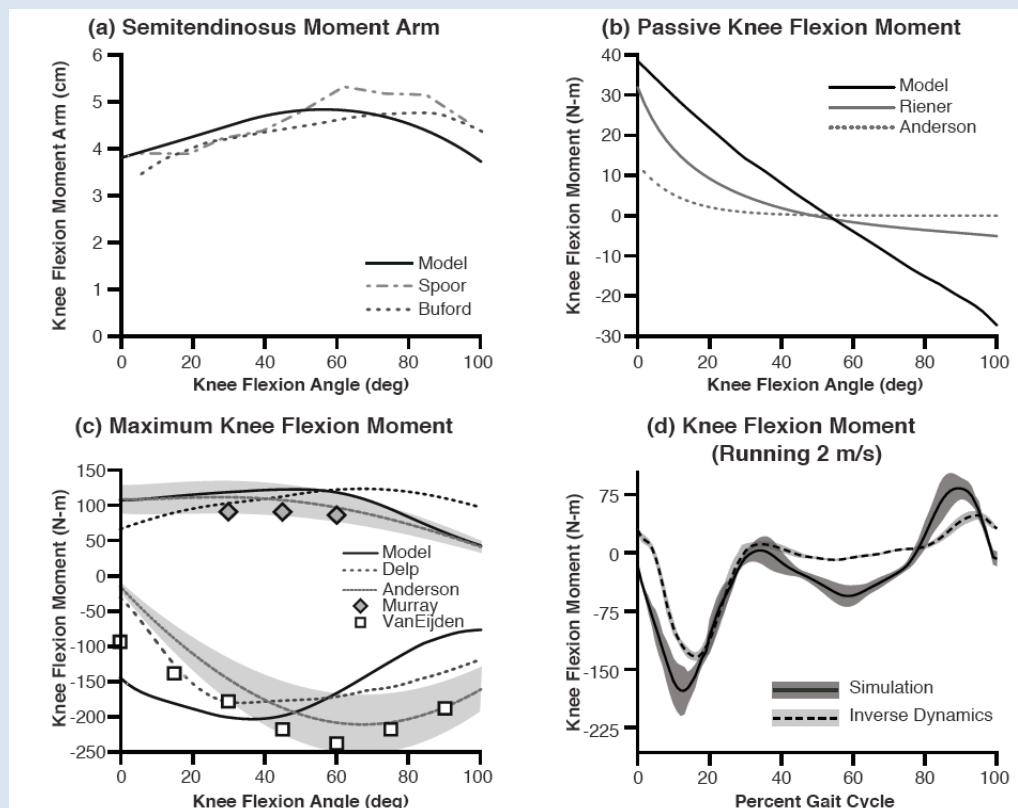 (a) Semitendinosus Moment Arm
Knee Flexion Moment Arm (cm)
6
5
4
3
2
1
0
Model
Spoor
Buford
0 20 40 60 80 100
Knee Flexion Angle (deg)
(b) Passive Knee Flexion Moment
Knee Flexion Moment (N-m)
40
30
20
10
0
-10
-20
-30
Model
Riener
Anderson
0 20 40 60 80 100
Knee Flexion Angle (deg)
(c) Maximum Knee Flexion Moment
Knee Flexion Moment (N-m)
150
100
50
0
-50
-100
-150
-200
-250
Model
Delp
Anderson
Murray
VanEijden
0 20 40 60 80 100
Knee Flexion Angle (deg)
(d) Knee Flexion Moment
(Running 2 m/s)
Knee Flexion Moment (N-m)
75
0
-75
-150
-225
Simulation
Inverse Dynamics
0 20 40 60 80 100
Percent Gait Cycle